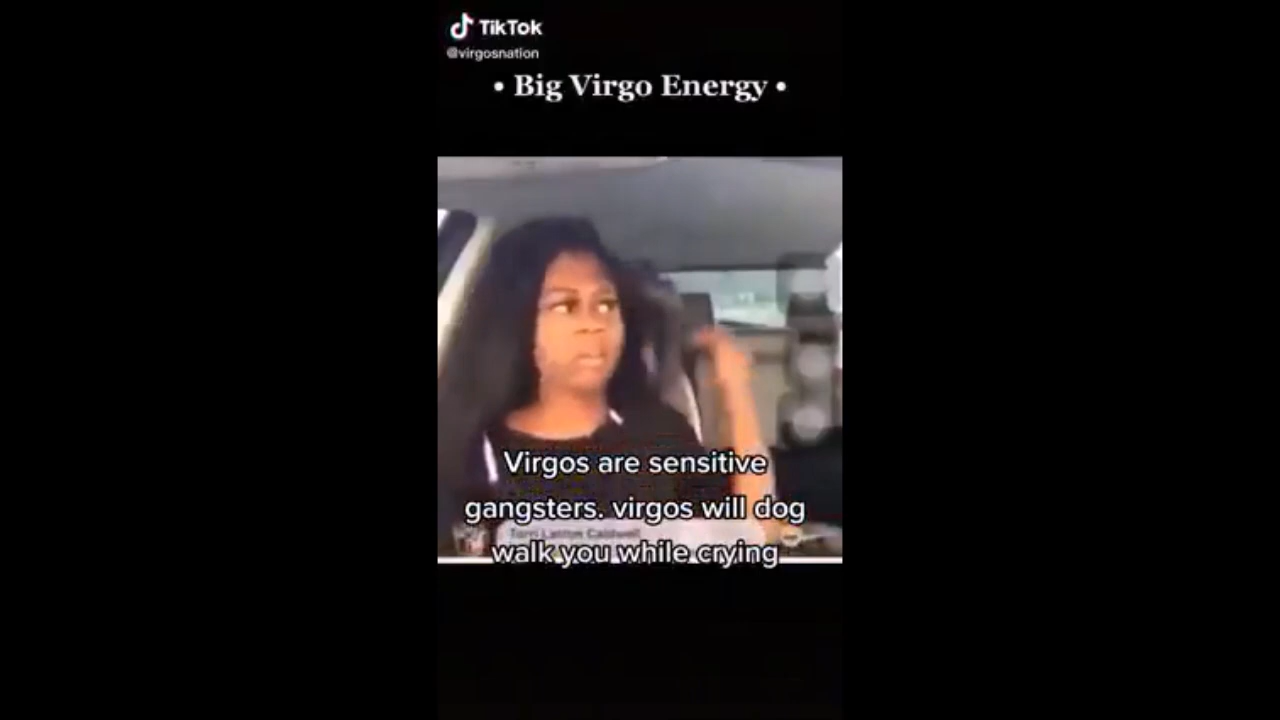 TikTok
@virgosnation
• Big Virgo Energy •
Virgos are sensitive
gangsters. virgos will dog
walk you while crying